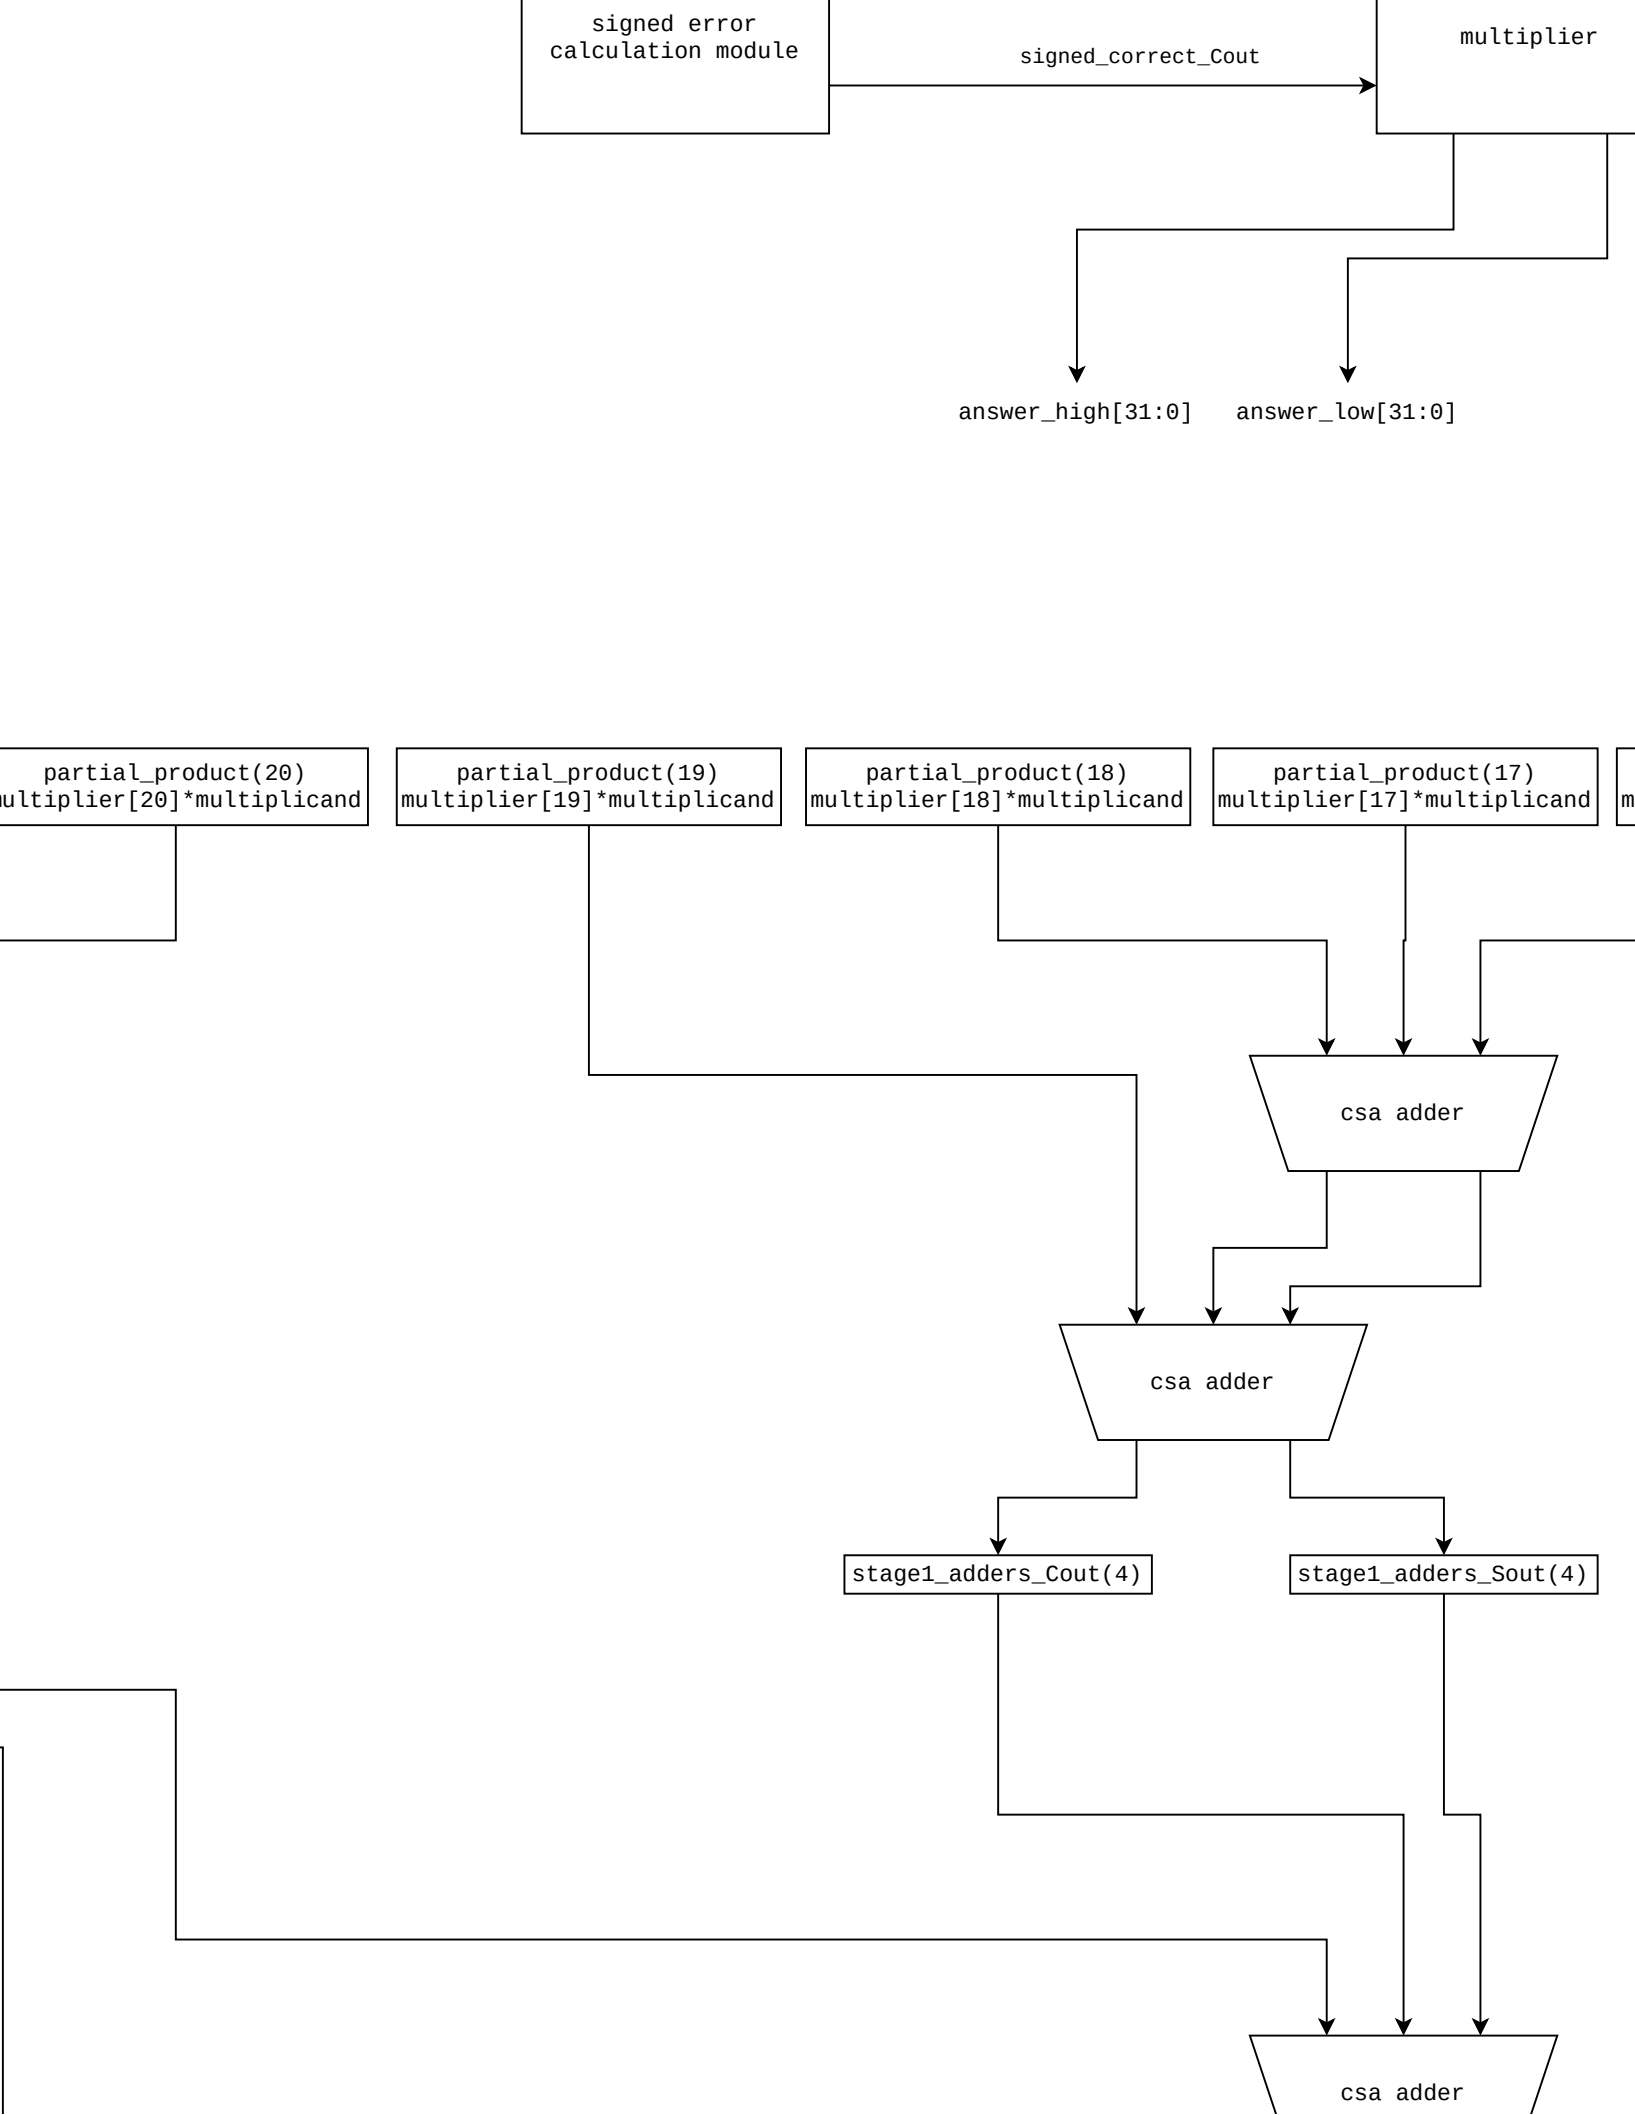 signed error
calculation module
signed_correct_Cout
multiplier
answer_high[31:0]
answer_low[31:0]
partial_product(20)
multiplier[20]*multiplicand
partial_product(19)
multiplier[19]*multiplicand
partial_product(18)
multiplier[18]*multiplicand
partial_product(17)
multiplier[17]*multiplicand
csa adder
csa adder
stage1_adders_Cout(4)
stage1_adders_Sout(4)
csa adder